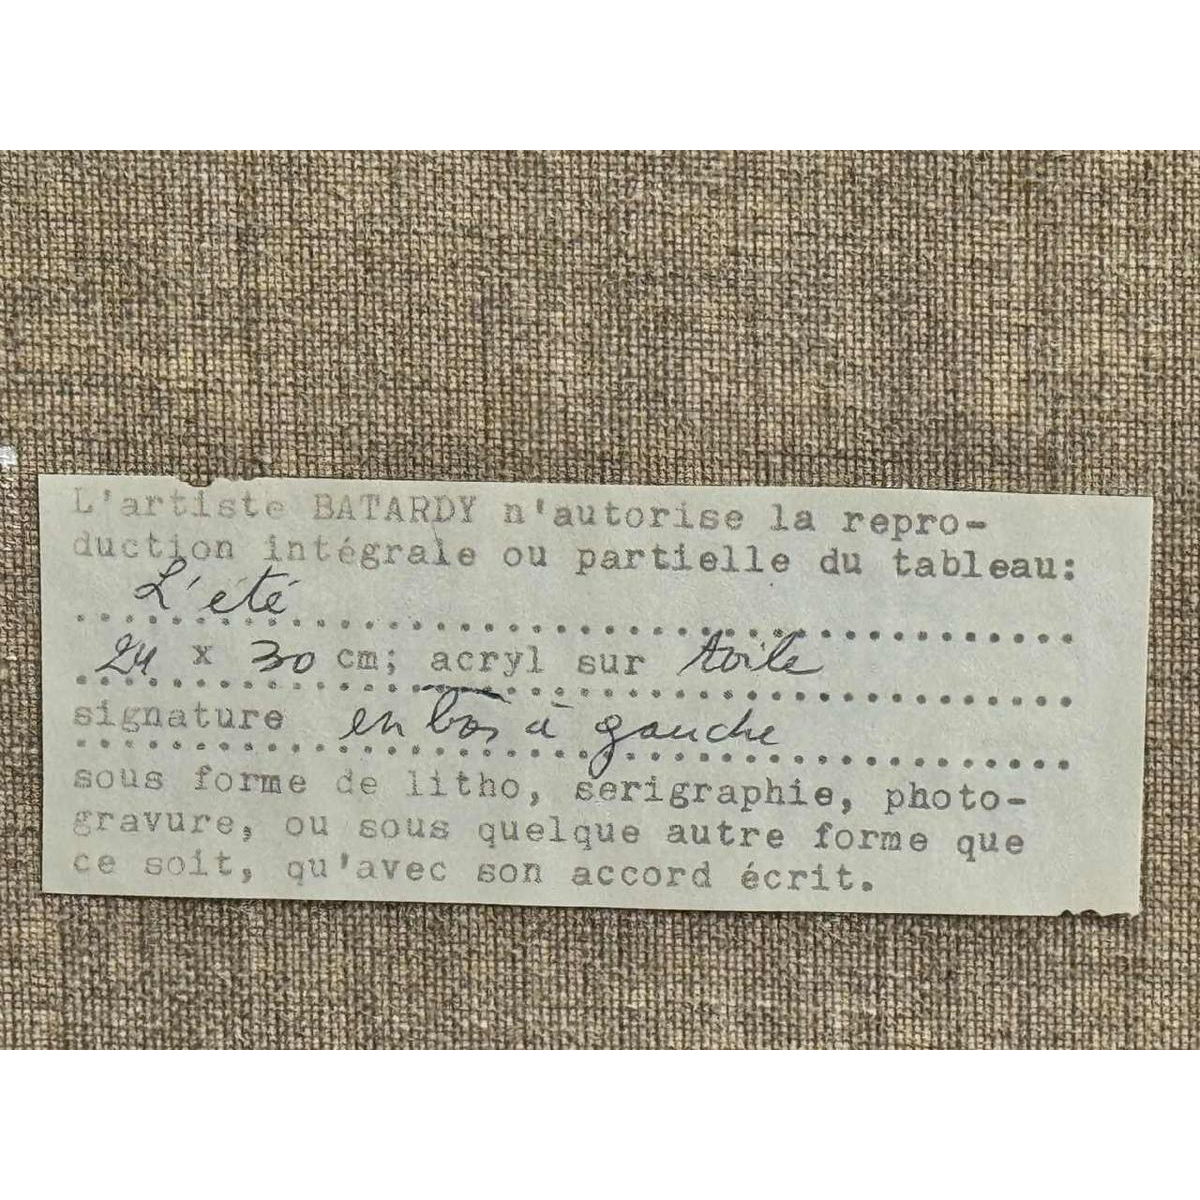 L'artiste BATARDY n'autorise la repro-
duction intégrale ou partielle du tableau:
L'été
24 x 30 cm; acryl sur toile
signature en bas à gauche
sous forme de litho, serigraphie, photo-
gravure, ou sous quelque autre forme que
ce soit, qu'avec son accord écrit.